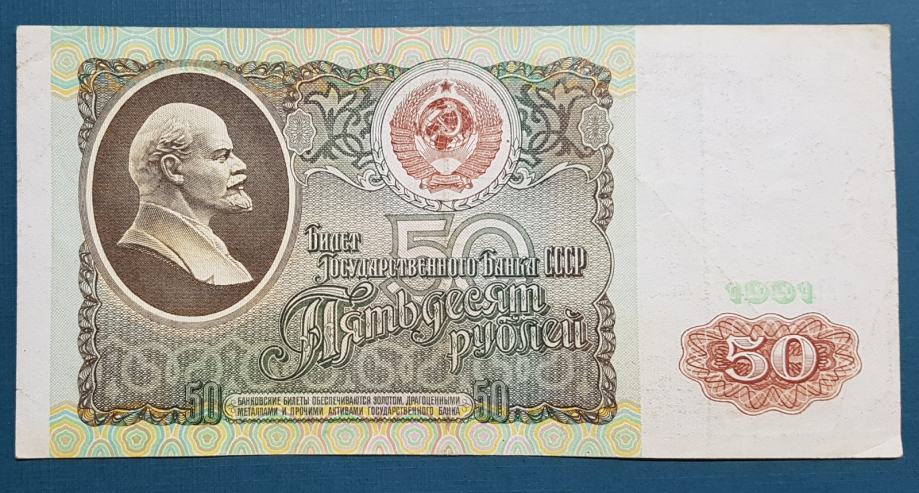 Билет
Государственного Банка СССР
50
Пятьдесят
рублей
1991
50
50
БАНКОВСКИЕ БИЛЕТЫ ОБЕСПЕЧИВАЮТСЯ ЗОЛОТОМ, ДРАГОЦЕННЫМИ
МЕТАЛЛАМИ И ПРОЧИМИ АКТИВАМИ ГОСУДАРСТВЕННОГО БАНКА
50